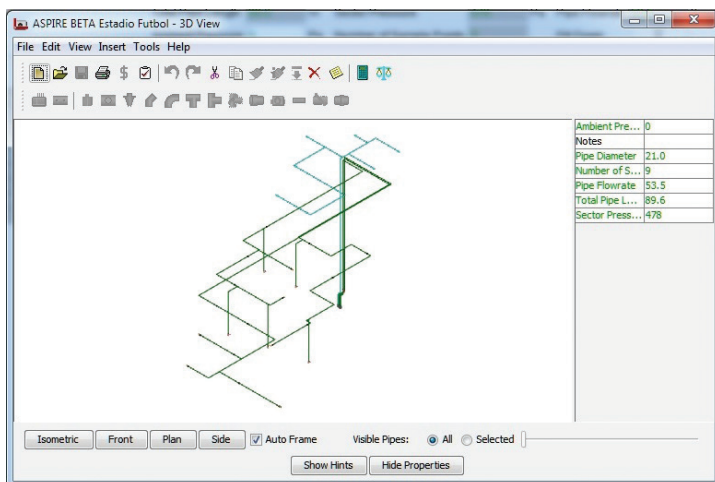 ASPIRE BETA Estadio Futbol - 3D View
File Edit View Insert Tools Help
Ambient Pre... 0
Notes
Pipe Diameter 21.0
Number of S... 9
Pipe Flowrate 53.5
Total Pipe L... 89.6
Sector Press... 478
Isometric Front Plan Side Auto Frame Visible Pipes: All Selected
Show Hints Hide Properties